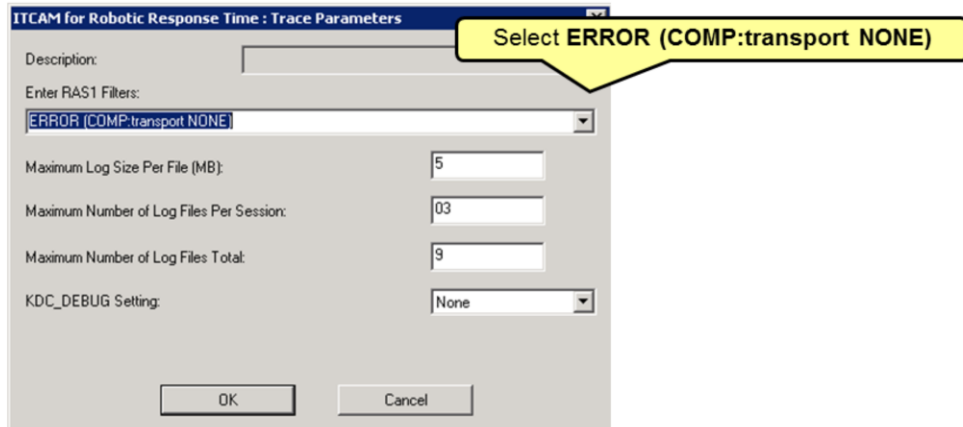 ITCAM for Robotic Response Time : Trace Parameters
Select ERROR (COMP:transport NONE)
Description:
Enter RAS1 Filters:
ERROR (COMP:transport NONE)
Maximum Log Size Per File (MB):
5
Maximum Number of Log Files Per Session:
03
Maximum Number of Log Files Total:
9
KDC_DEBUG Setting:
None
OK
Cancel